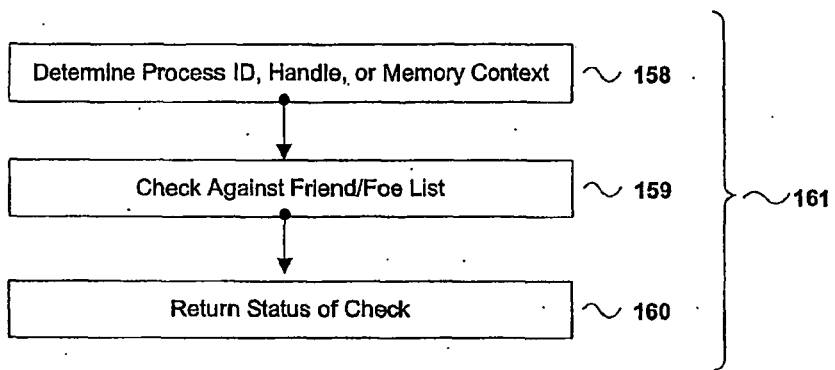 Determine Process ID, Handle, or Memory Context 158
Check Against Friend/Foe List 159
161
Return Status of Check 160